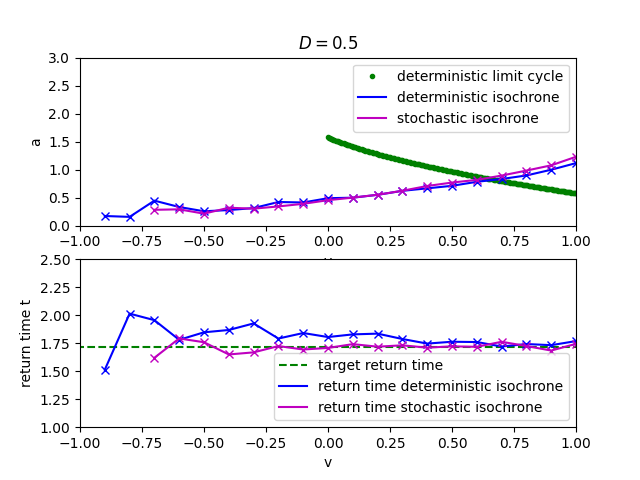 D = 0.5
3.0
2.5
2.0
1.5
1.0
0.5
0.0
a
deterministic limit cycle
deterministic isochrone
stochastic isochrone
−1.00 −0.75 −0.50 −0.25 0.00 0.25 0.50 0.75 1.00
2.50
2.25
2.00
1.75
1.50
1.25
1.00
return time t
target return time
return time deterministic isochrone
return time stochastic isochrone
−1.00 −0.75 −0.50 −0.25 0.00 0.25 0.50 0.75 1.00
v